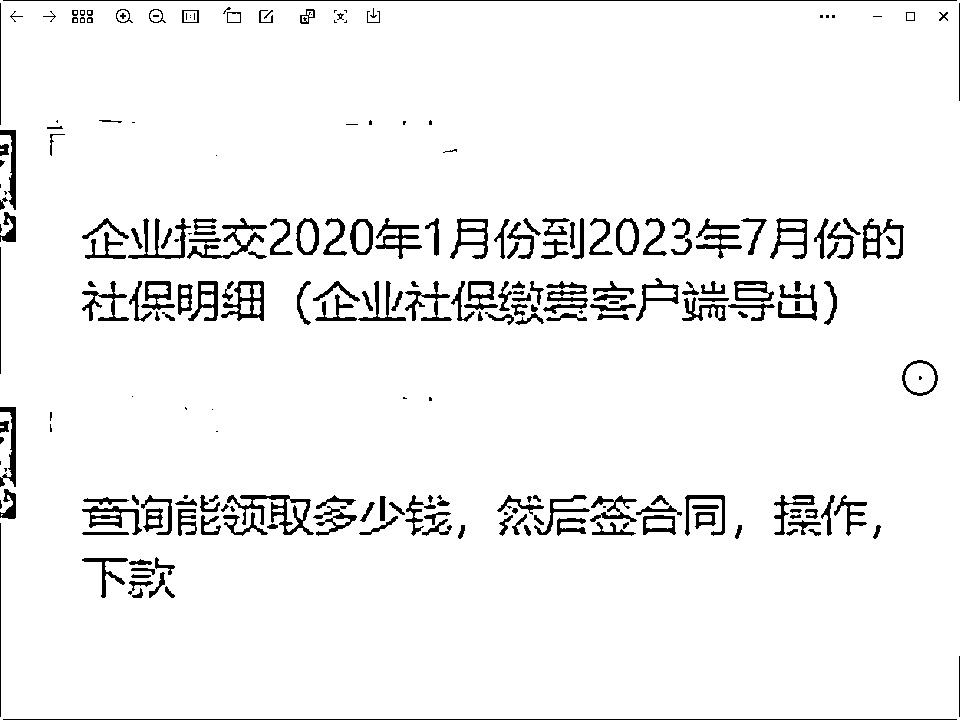 企业提交2020年1月份到2023年7月份的
社保明细（企业社保缴费客户端导出）
查询能领取多少钱，然后签合同，操作，
下款